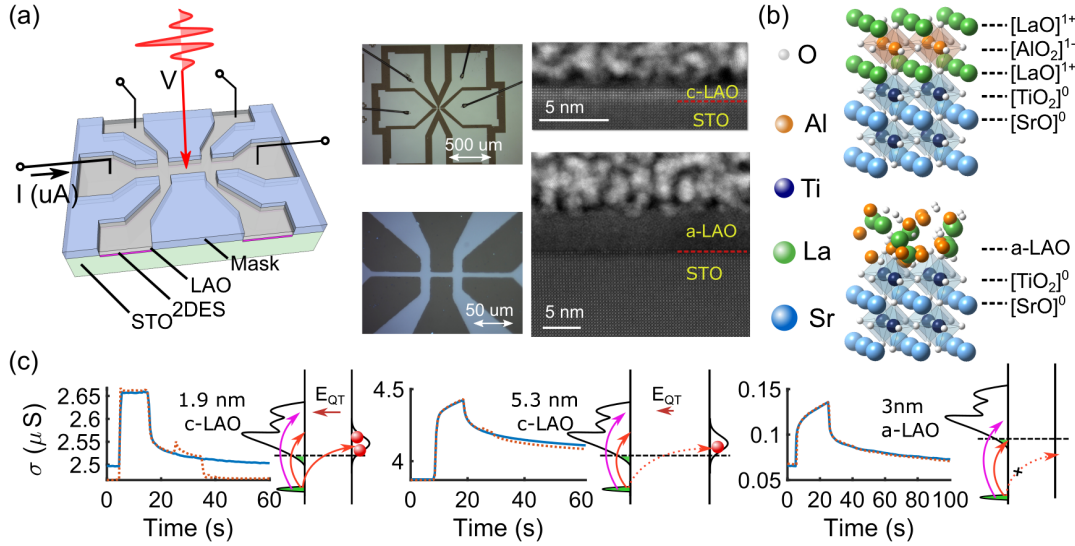 (a)
V
I (uA)
Mask
LAO
2DES
STO
500 um
50 um
c-LAO
5 nm
STO
a-LAO
STO
5 nm
(b)
O
Al
Ti
La
Sr
[LaO]¹⁺
[AlO₂]¹⁻
[LaO]¹⁺
[TiO₂]⁰
[SrO]⁰
a-LAO
[TiO₂]⁰
[SrO]⁰
(c)
σ (μS)
2.65
2.6
2.55
2.5
0 20 40 60
Time (s)
1.9 nm
c-LAO
E_QT
4.5
4
0 20 40 60
Time (s)
5.3 nm
c-LAO
E_QT
0.15
0.1
0.05
0 20 40 60 80 100
Time (s)
3nm
a-LAO
x